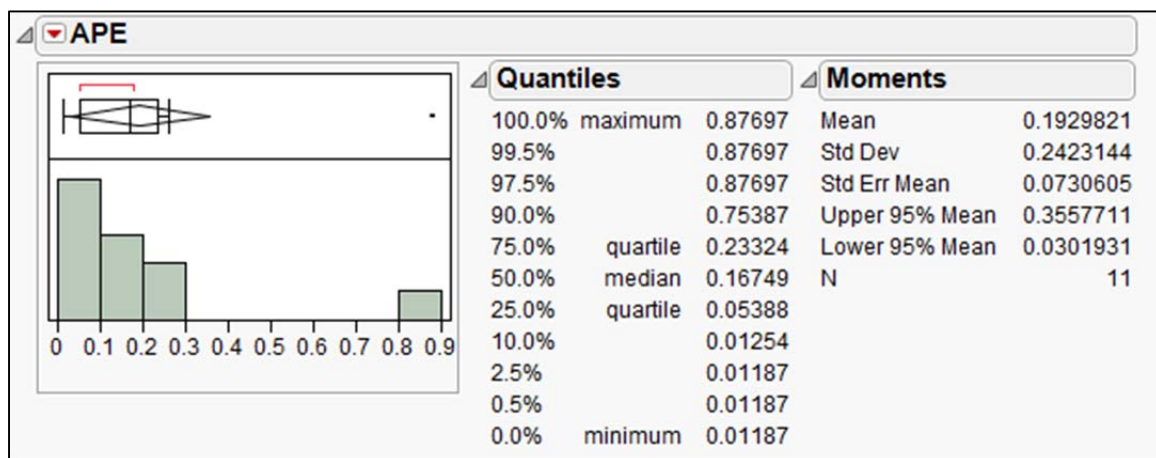 APE
0 0.1 0.2 0.3 0.4 0.5 0.6 0.7 0.8 0.9
Quantiles
100.0% maximum 0.87697
99.5% 0.87697
97.5% 0.87697
90.0% 0.75387
75.0% quartile 0.23324
50.0% median 0.16749
25.0% quartile 0.05388
10.0% 0.01254
2.5% 0.01187
0.5% 0.01187
0.0% minimum 0.01187
Moments
Mean 0.1929821
Std Dev 0.2423144
Std Err Mean 0.0730605
Upper 95% Mean 0.3557711
Lower 95% Mean 0.0301931
N 11